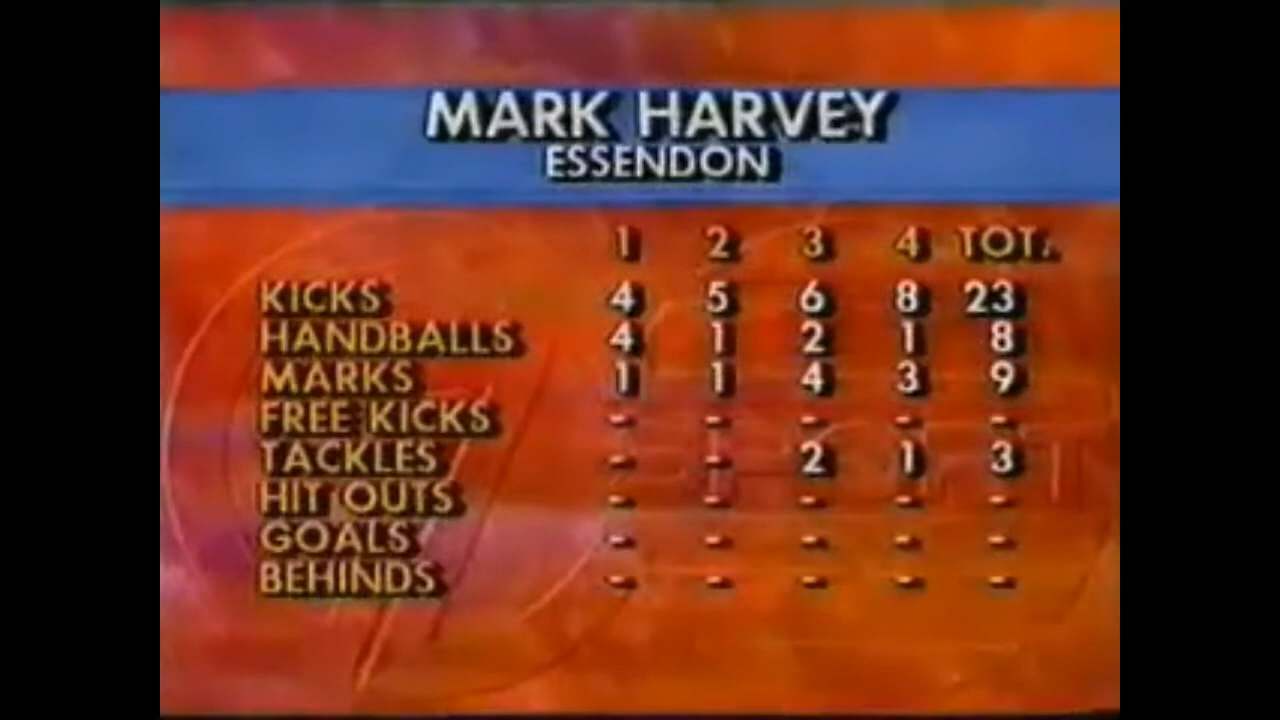 MARK HARVEY
ESSENDON
1 2 3 4 TOT.
KICKS 4 5 6 8 23
HANDBALLS 4 1 2 1 8
MARKS 1 1 4 3 9
FREE KICKS - - - - -
TACKLES - - 2 1 3
HIT OUTS - - - - -
GOALS - - - - -
BEHINDS - - - - -